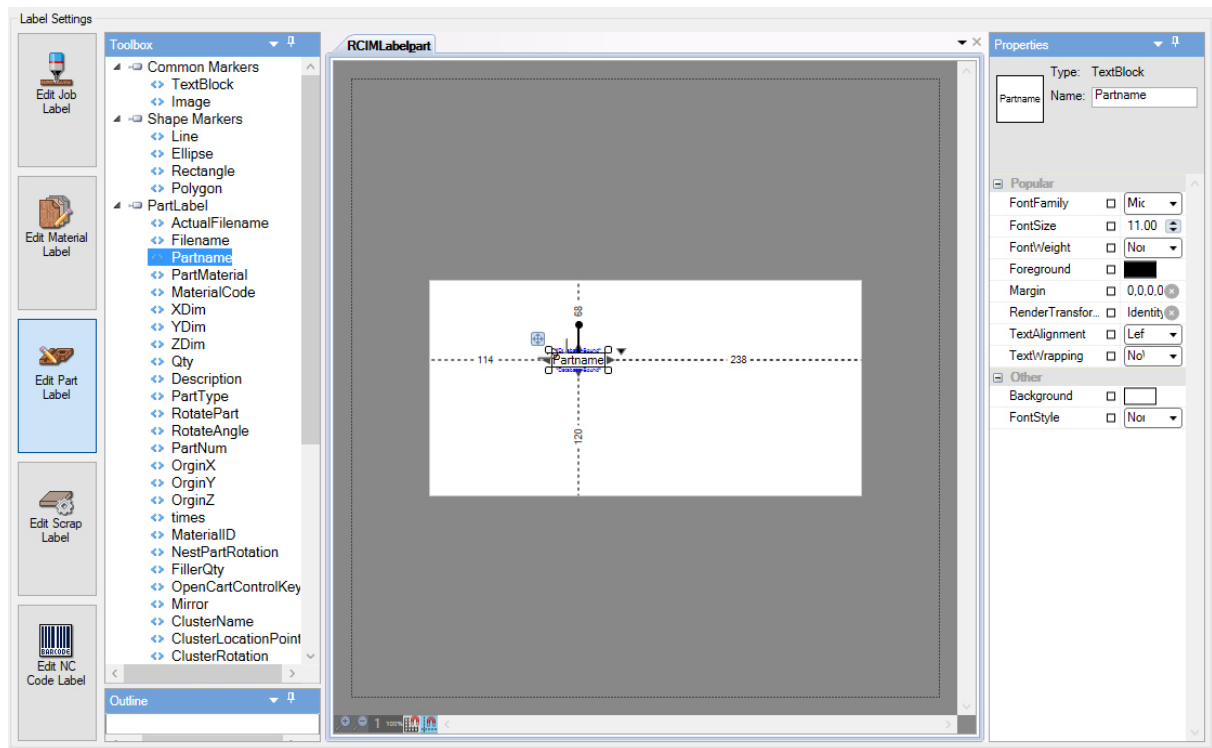 Label Settings
Edit Job
Label
Edit Material
Label
Edit Part
Label
Edit Scrap
Label
BARCODE
Edit NC
Code Label
Toolbox
Common Markers
TextBlock
Image
Shape Markers
Line
Ellipse
Rectangle
Polygon
PartLabel
ActualFilename
Filename
Partname
PartMaterial
MaterialCode
XDim
YDim
ZDim
Qty
Description
PartType
RotatePart
RotateAngle
PartNum
OrginX
OrginY
OrginZ
times
MaterialID
NestPartRotation
FillerQty
OpenCartControlKey
Mirror
ClusterName
ClusterLocationPoint
ClusterRotation
Outline
RCIMLabelpart
68
114
Partname
238
"Database Bound"
120
1 100%
Properties
Partname
Type: TextBlock
Name: Partname
Popular
FontFamily Mic
FontSize 11.00
FontWeight Nor
Foreground
Margin 0,0,0,0
RenderTransfor... Identity
TextAlignment Lef
TextWrapping NoW
Other
Background
FontStyle Nor